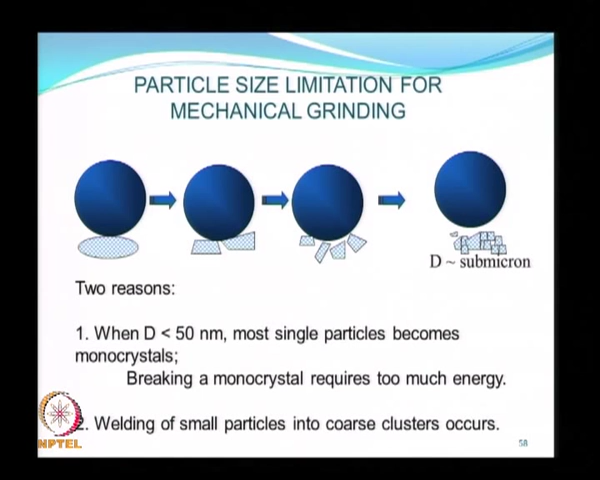 PARTICLE SIZE LIMITATION FOR
MECHANICAL GRINDING
D ~ submicron
Two reasons:
1. When D < 50 nm, most single particles becomes
monocrystals;
Breaking a monocrystal requires too much energy.
2. Welding of small particles into coarse clusters occurs.
NPTEL
58